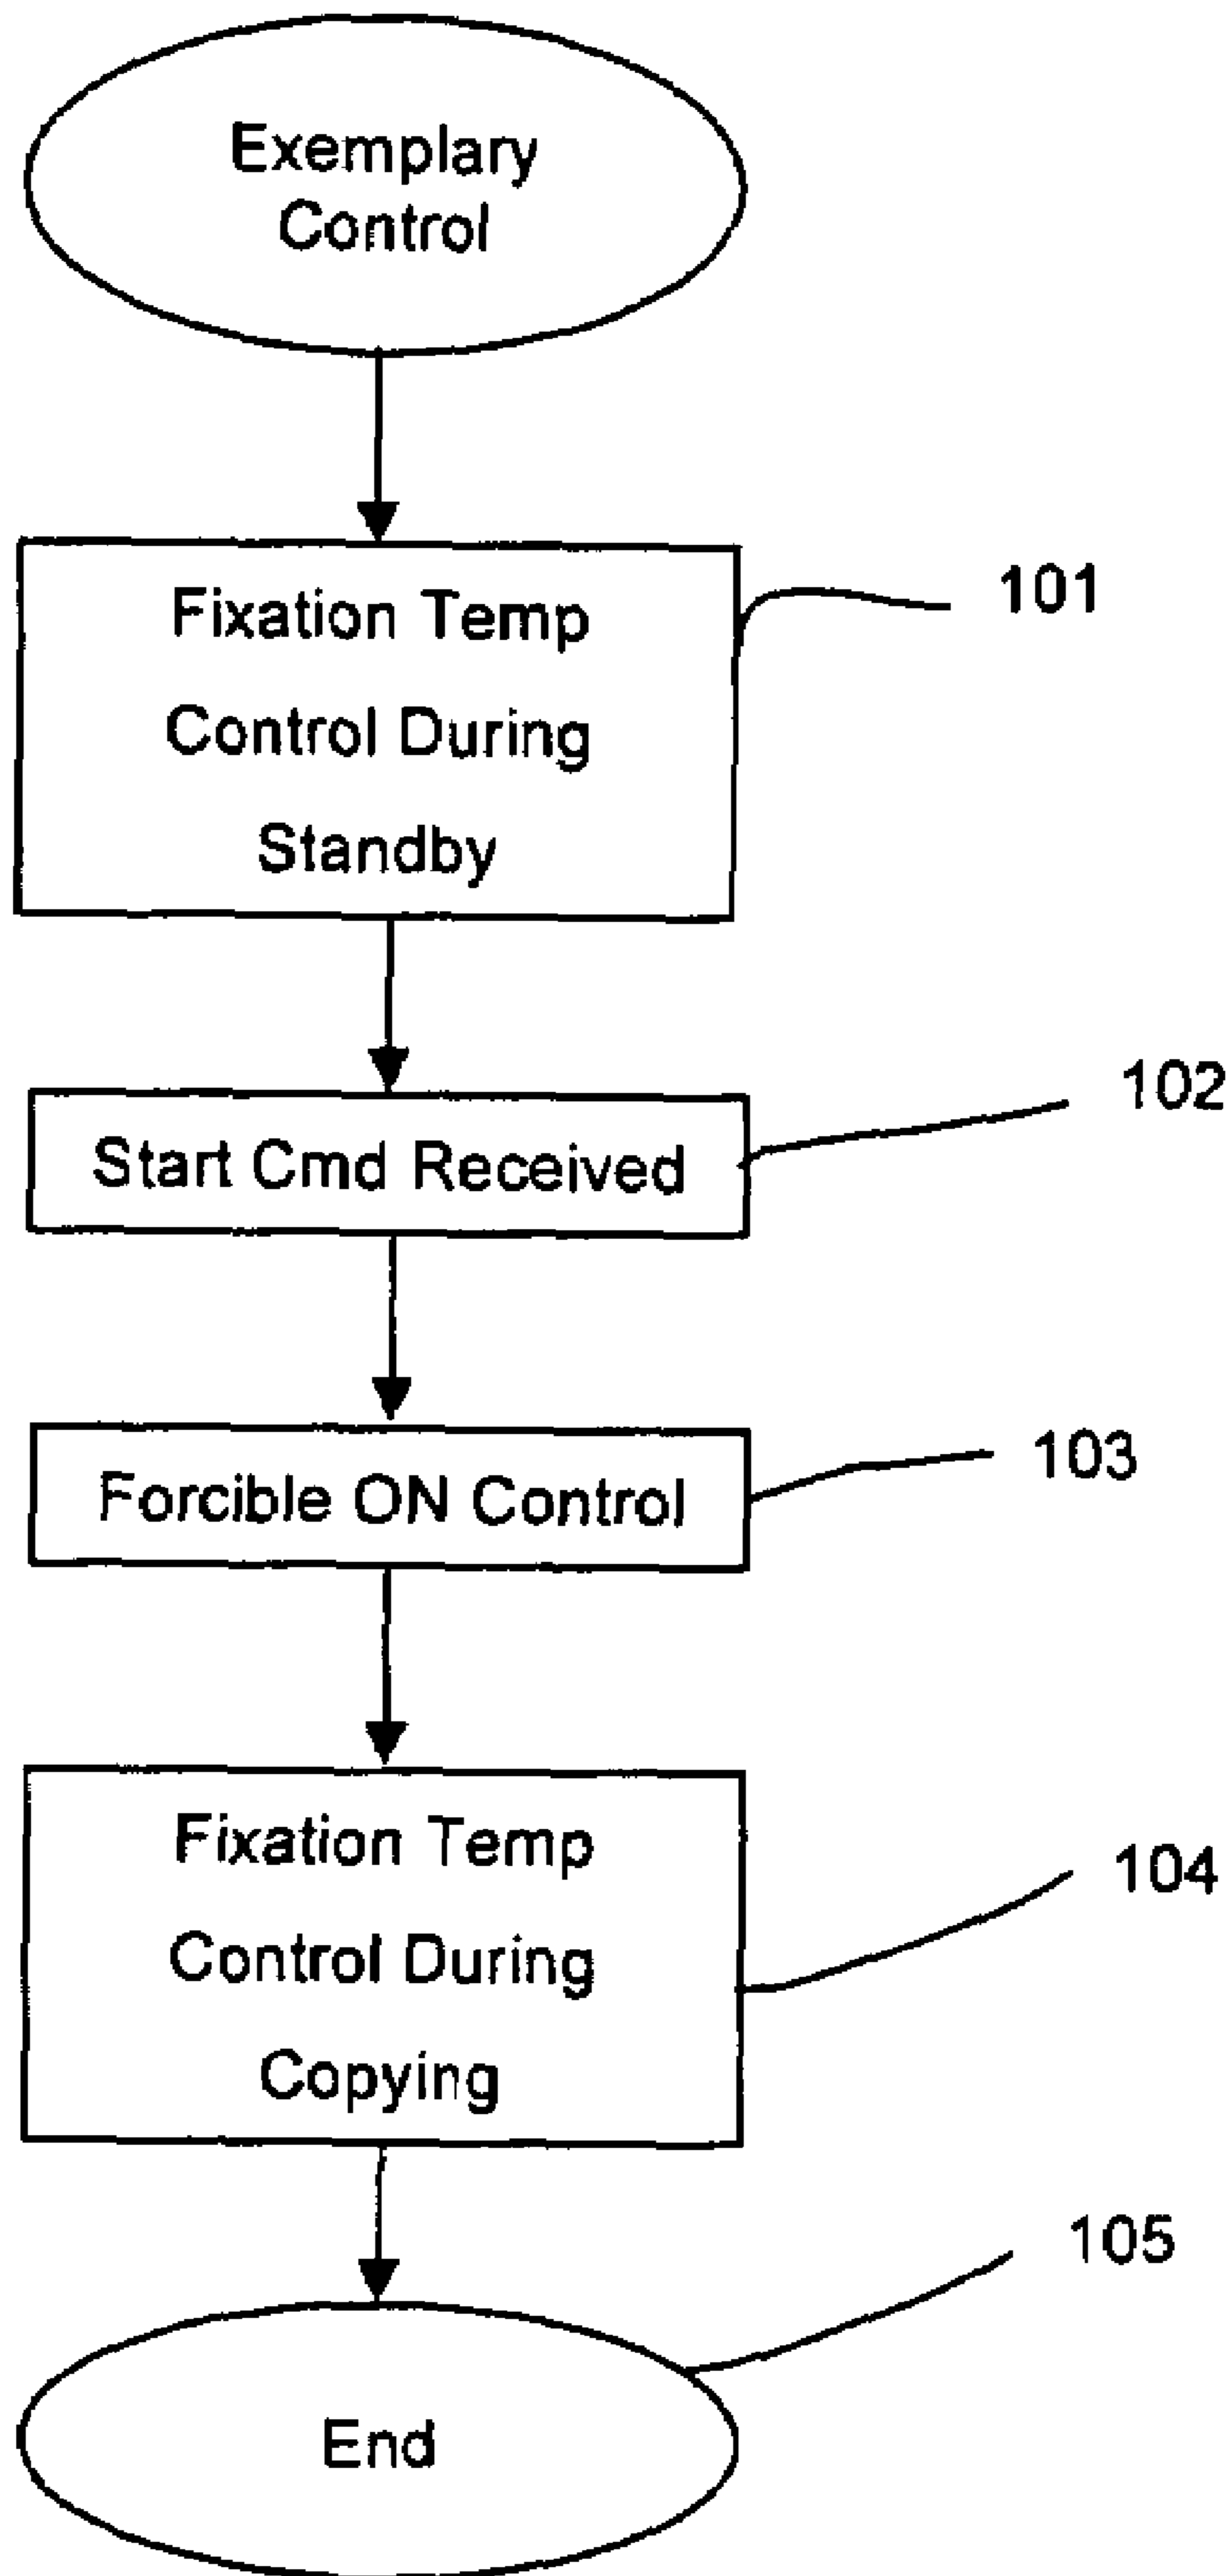 Exemplary
Control
Fixation Temp
Control During
Standby
101
Start Cmd Received
102
Forcible ON Control
103
Fixation Temp
Control During
Copying
104
End
105